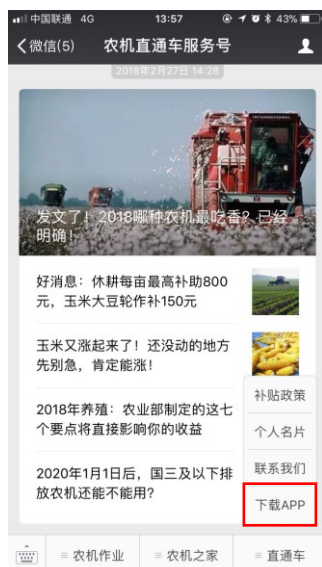 中国联通 4G 13:57 43%
微信(5) 农机直通车服务号
2018年2月27日 14:28
INTERNATIONAL
发文了！2018哪种农机最吃香？已经
明确！
好消息：休耕每亩最高补助800
元，玉米大豆轮作补150元
玉米又涨起来了！还没动的地方
先别急，肯定能涨！
2018年养殖：农业部制定的这七
个要点将直接影响你的收益
2020年1月1日后，国三及以下排
放农机还能不能用？
补贴政策
个人名片
联系我们
下载APP
农机作业 农机之家 直通车